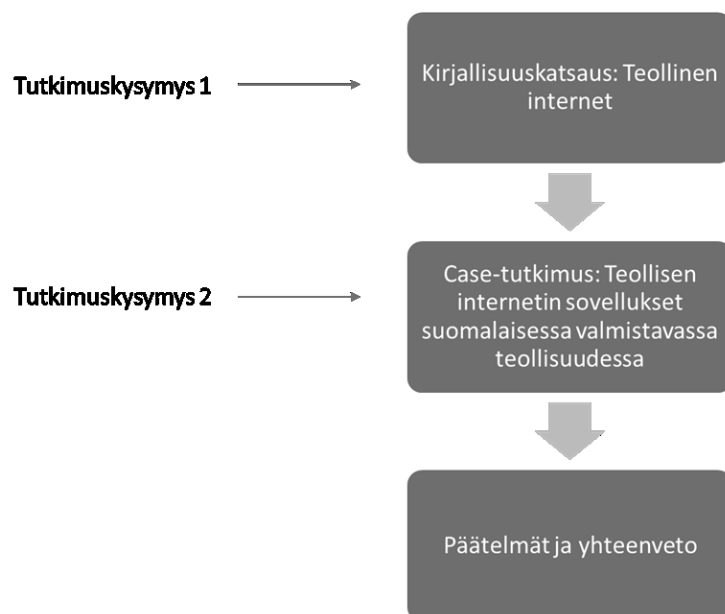 Tutkimuskysymys 1
Kirjallisuuskatsaus: Teollinen
internet
Tutkimuskysymys 2
Case-tutkimus: Teollisen
internetin sovellukset
suomalaisessa valmistavassa
teollisuudessa
Päätelmät ja yhteenveto